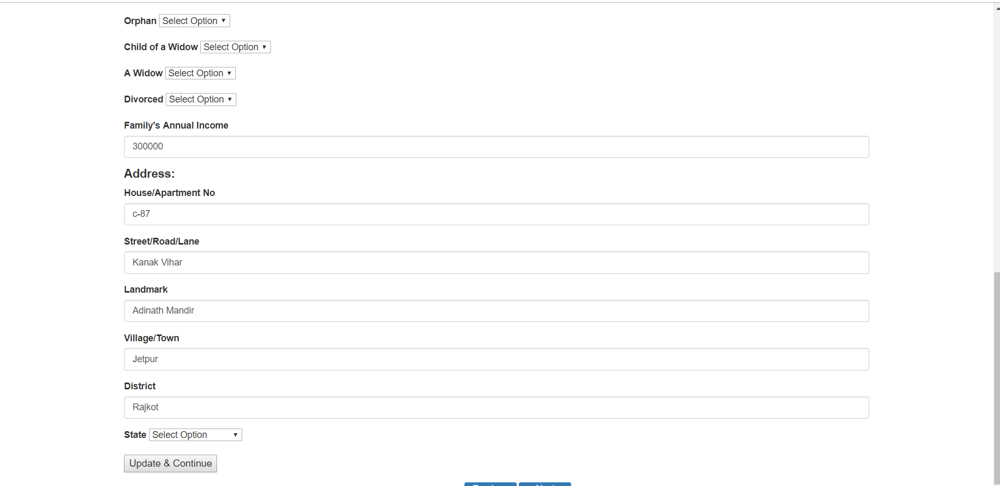 Orphan Select Option
Child of a Widow Select Option
A Widow Select Option
Divorced Select Option
Family's Annual Income
300000
Address:
House/Apartment No
c-87
Street/Road/Lane
Kanak Vihar
Landmark
Adinath Mandir
Village/Town
Jetpur
District
Rajkot
State Select Option
Update & Continue